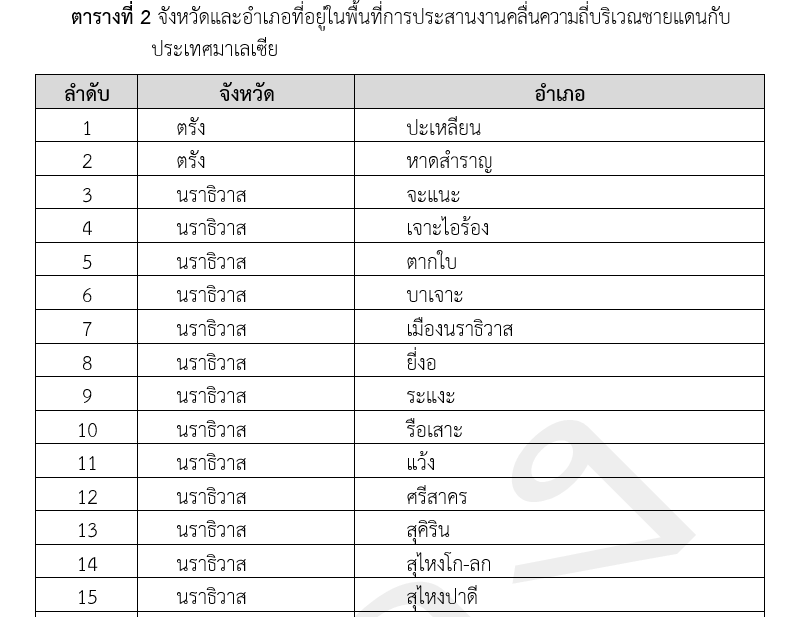 ตารางที่ 2 จังหวัดและอำเภอที่อยู่ในพื้นที่การประสานงานคลื่นความถี่บริเวณชายแดนกับ
ประเทศมาเลเซีย
ลำดับ จังหวัด อำเภอ
1 ตรัง ปะเหลียน
2 ตรัง หาดสำราญ
3 นราธิวาส จะแนะ
4 นราธิวาส เจาะไอร้อง
5 นราธิวาส ตากใบ
6 นราธิวาส บาเจาะ
7 นราธิวาส เมืองนราธิวาส
8 นราธิวาส ยี่งอ
9 นราธิวาส ระแงะ
10 นราธิวาส รือเสาะ
11 นราธิวาส แว้ง
12 นราธิวาส ศรีสาคร
13 นราธิวาส สุคิริน
14 นราธิวาส สุไหงโก-ลก
15 นราธิวาส สุไหงปาดี